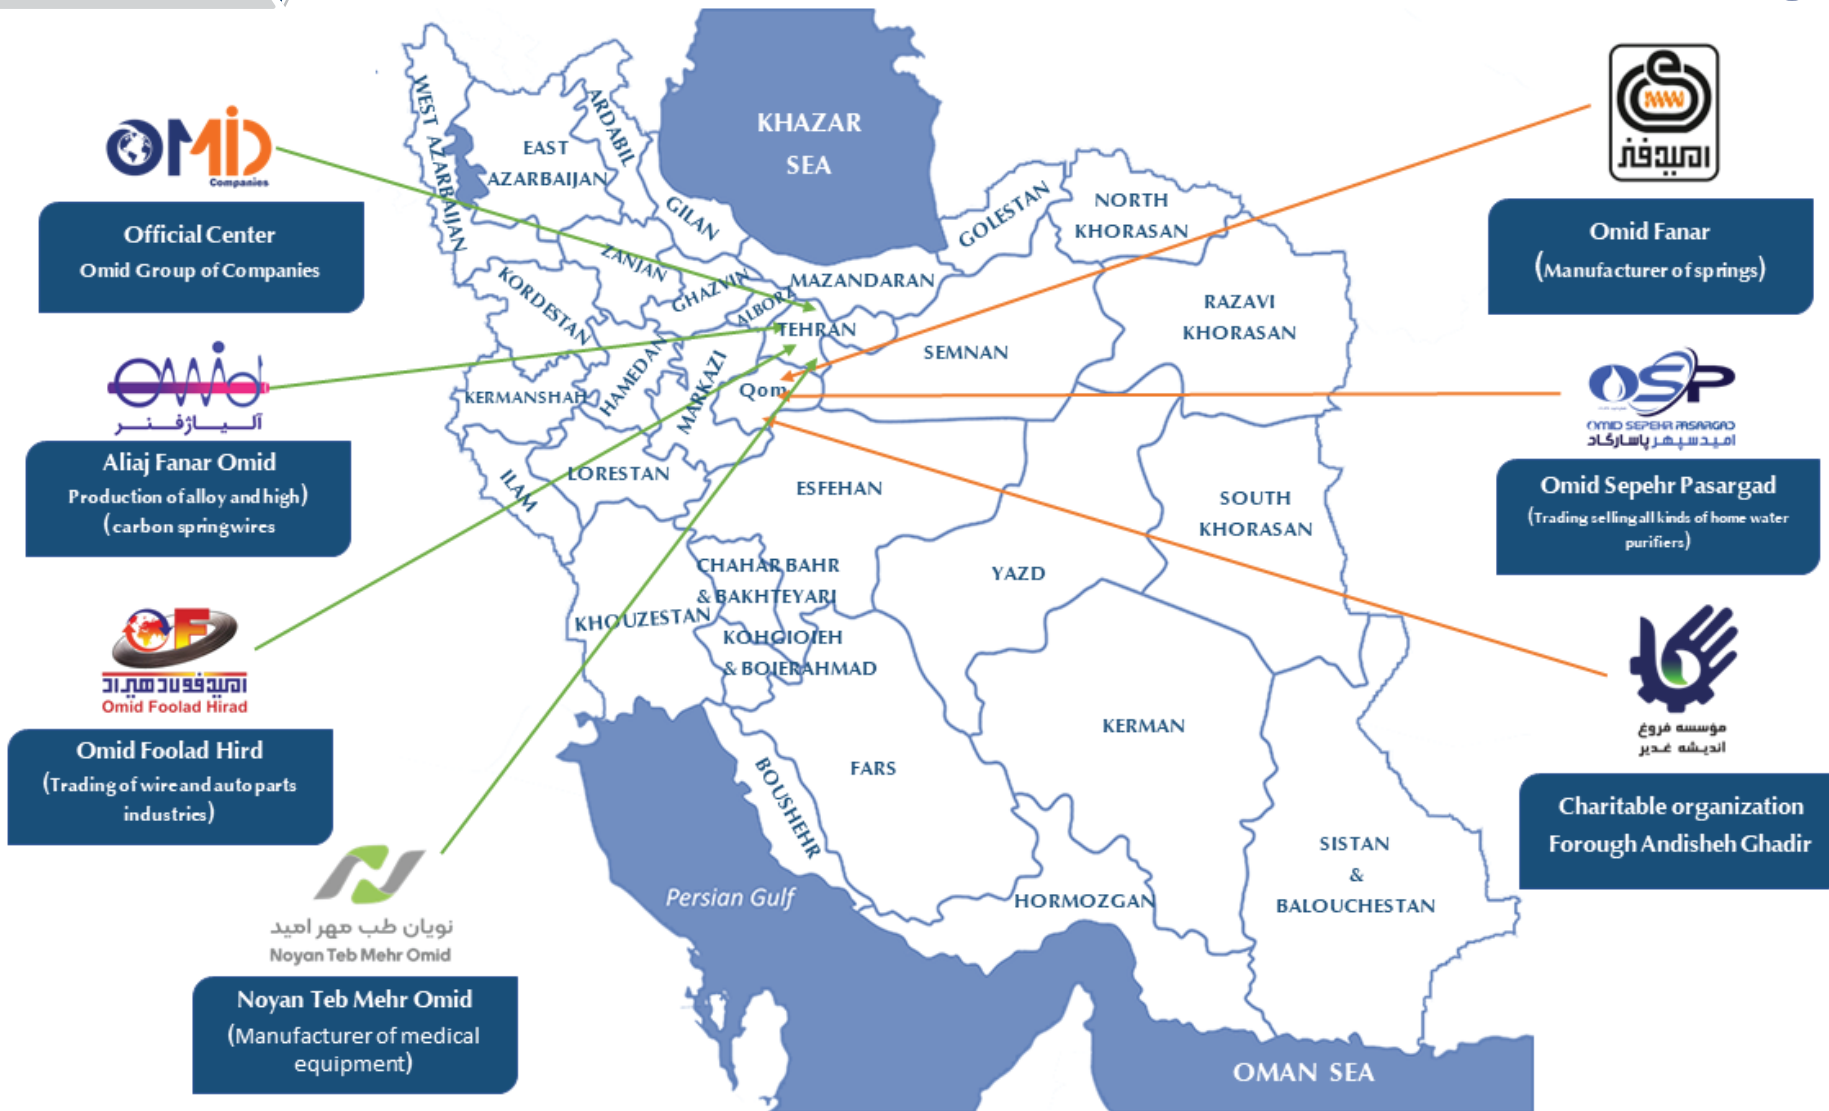 OMID
Companies
Official Center
Omid Group of Companies
omid
آلیاژفنر
Aliaj Fanar Omid
Production of alloy and high)
(carbon spring wires
OF
امیدفولاد هیراد
Omid Foolad Hirad
Omid Foolad Hird
(Trading of wire and auto parts
industries)
نویان طب مهر امید
Noyan Teb Mehr Omid
Noyan Teb Mehr Omid
(Manufacturer of medical
equipment)
KHAZAR
SEA
WEST AZARBAIJAN
EAST
AZARBAIJAN
ARDABIL
GILAN
ZANJAN
KORDESTAN
GHAZVIN
ALBORZ
MAZANDARAN
GOLESTAN
NORTH
KHORASAN
RAZAVI
KHORASAN
TEHRAN
SEMNAN
HAMEDAN
MARKAZI
Qom
KERMANSHAH
ILAM
LORESTAN
ESFEHAN
SOUTH
KHORASAN
YAZD
CHAHAR BAHR
& BAKHTEYARI
KHOUZESTAN
KOHGIOIEH
& BOIERAHMAD
KERMAN
FARS
BOUSHEHR
Persian Gulf
HORMOZGAN
SISTAN
&
BALOUCHESTAN
OMAN SEA
امیدفنر
Omid Fanar
(Manufacturer of springs)
OSP
OMID SEPEHR PASARGAD
امیدسپهر پاسارگاد
Omid Sepehr Pasargad
(Trading selling all kinds of home water
purifiers)
موسسه فروغ
اندیشه غدیر
Charitable organization
Forough Andisheh Ghadir